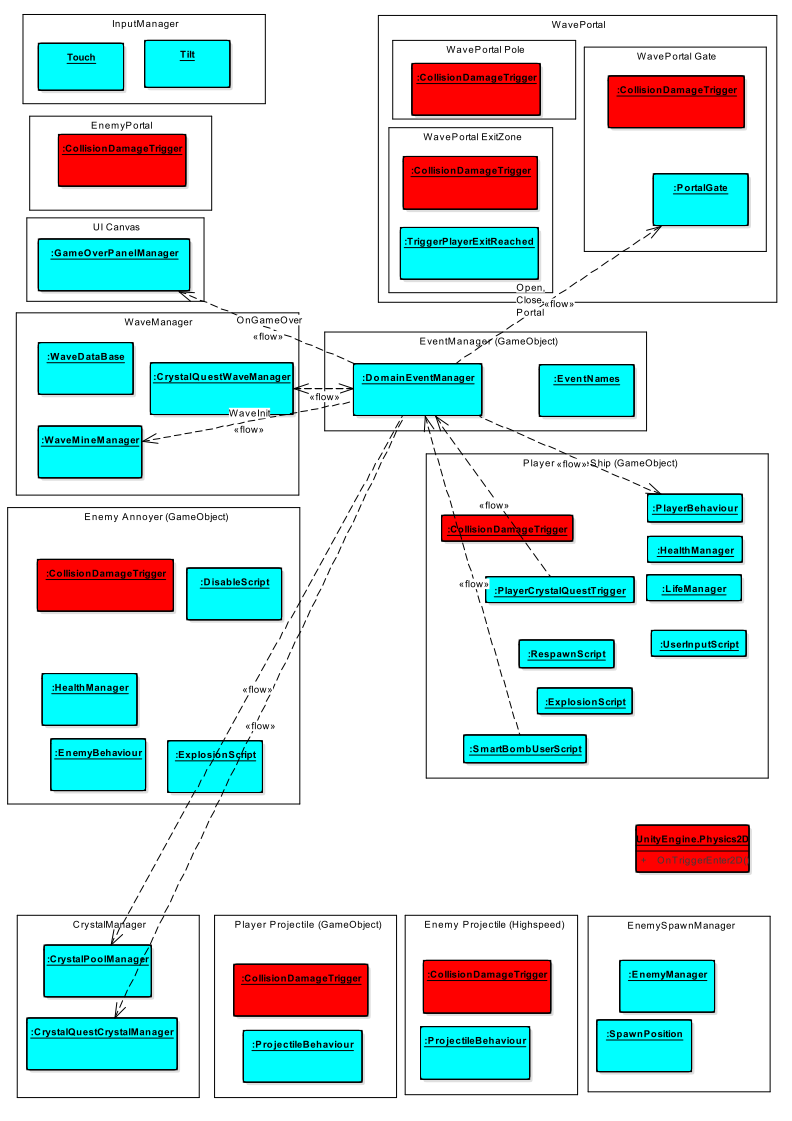 InputManager
Touch
Tilt
WavePortal
WavePortal Pole
:CollisionDamageTrigger
WavePortal Gate
:CollisionDamageTrigger
:PortalGate
WavePortal ExitZone
:CollisionDamageTrigger
:TriggerPlayerExitReached
EnemyPortal
:CollisionDamageTrigger
UI Canvas
:GameOverPanelManager
OnGameOver
«flow»
Open,
Close,
Portal
«flow»
WaveManager
:WaveDataBase
:CrystalQuestWaveManager
:WaveMineManager
«flow»
WaveInit
«flow»
EventManager (GameObject)
:DomainEventManager
:EventNames
Enemy Annoyer (GameObject)
:CollisionDamageTrigger
:DisableScript
:HealthManager
:EnemyBehaviour
:ExplosionScript
«flow»
«flow»
Player Ship (GameObject)
«flow»
:PlayerBehaviour
«flow»
:CollisionDamageTrigger
:HealthManager
«flow»
:PlayerCrystalQuestTrigger
:LifeManager
:UserInputScript
:RespawnScript
:ExplosionScript
:SmartBombUserScript
UnityEngine.Physics2D
CrystalManager
:CrystalPoolManager
:CrystalQuestCrystalManager
Player Projectile (GameObject)
:CollisionDamageTrigger
:ProjectileBehaviour
Enemy Projectile (Highspeed)
:CollisionDamageTrigger
:ProjectileBehaviour
EnemySpawnManager
:EnemyManager
:SpawnPosition